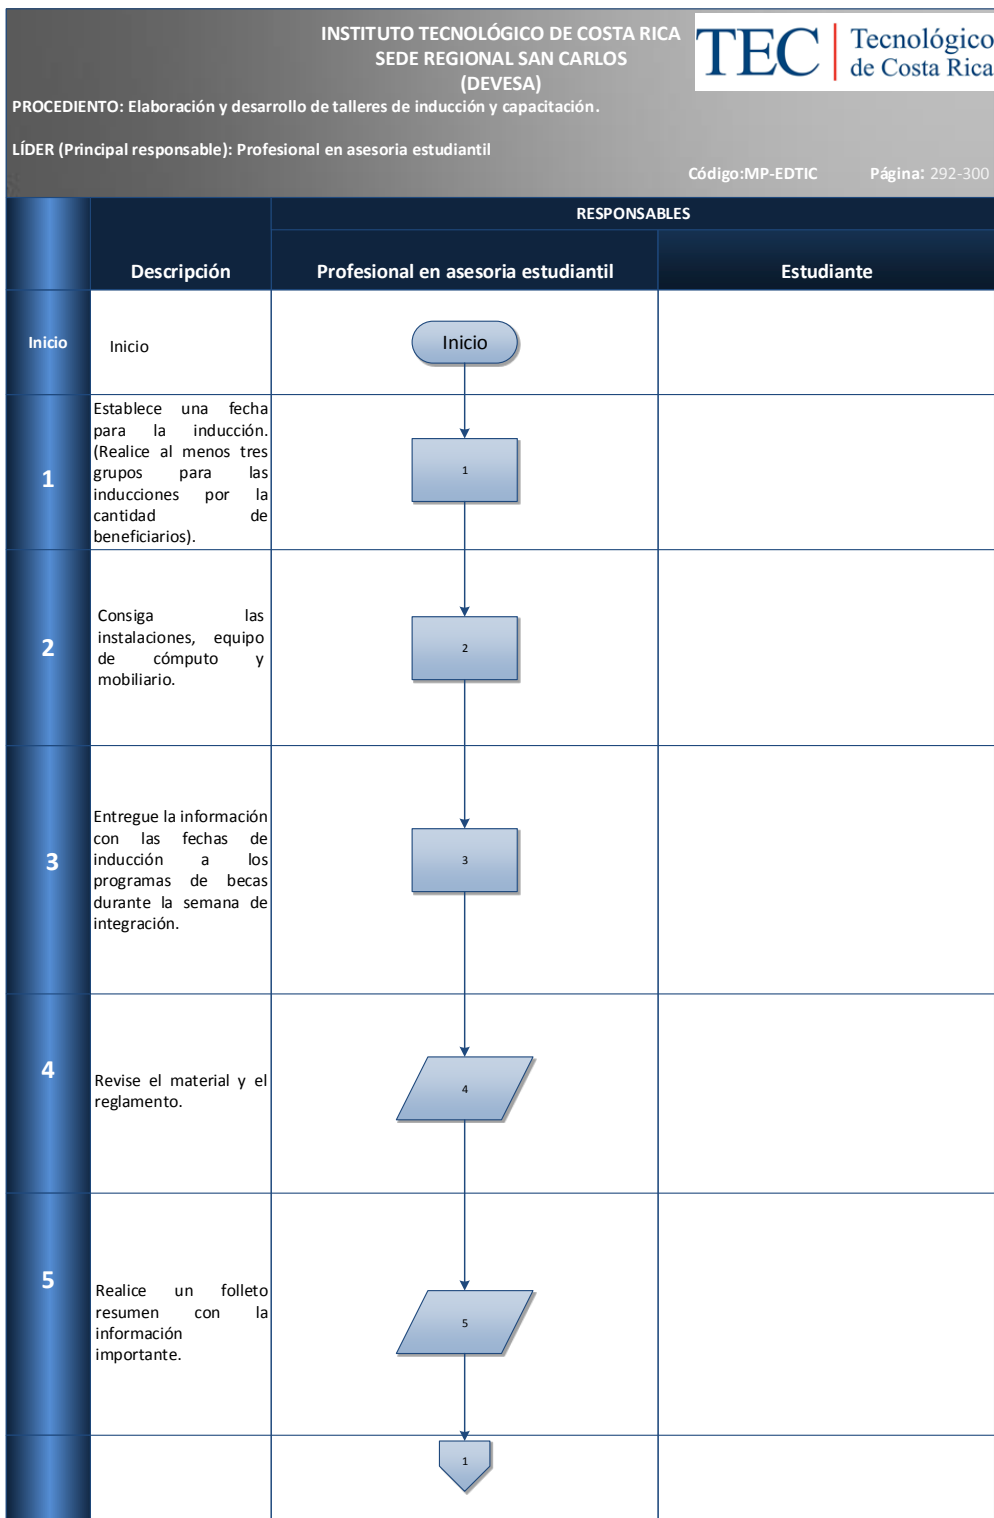 INSTITUTO TECNOLÓGICO DE COSTA RICA
SEDE REGIONAL SAN CARLOS
(DEVESA)
TEC
Tecnológico
de Costa Rica
PROCEDIENTO: Elaboración y desarrollo de talleres de inducción y capacitación.
LÍDER (Principal responsable): Profesional en asesoria estudiantil
Código:MP-EDTIC Página: 292-300
RESPONSABLES
Descripción Profesional en asesoria estudiantil Estudiante
Inicio
Inicio
Inicio
1
Establece una fecha
para la inducción.
(Realice al menos tres
grupos para las
inducciones por la
cantidad de
beneficiarios).
1
2
Consiga las
instalaciones, equipo
de cómputo y
mobiliario.
2
3
Entregue la información
con las fechas de
inducción a los
programas de becas
durante la semana de
integración.
3
4
Revise el material y el
reglamento.
4
5
Realice un folleto
resumen con la
información
importante.
5
1